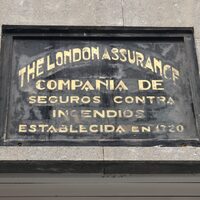 THE LONDON ASSURANCE
COMPAÑIA DE
SEGUROS CONTRA
INCENDIOS
ESTABLECIDA EN 1720